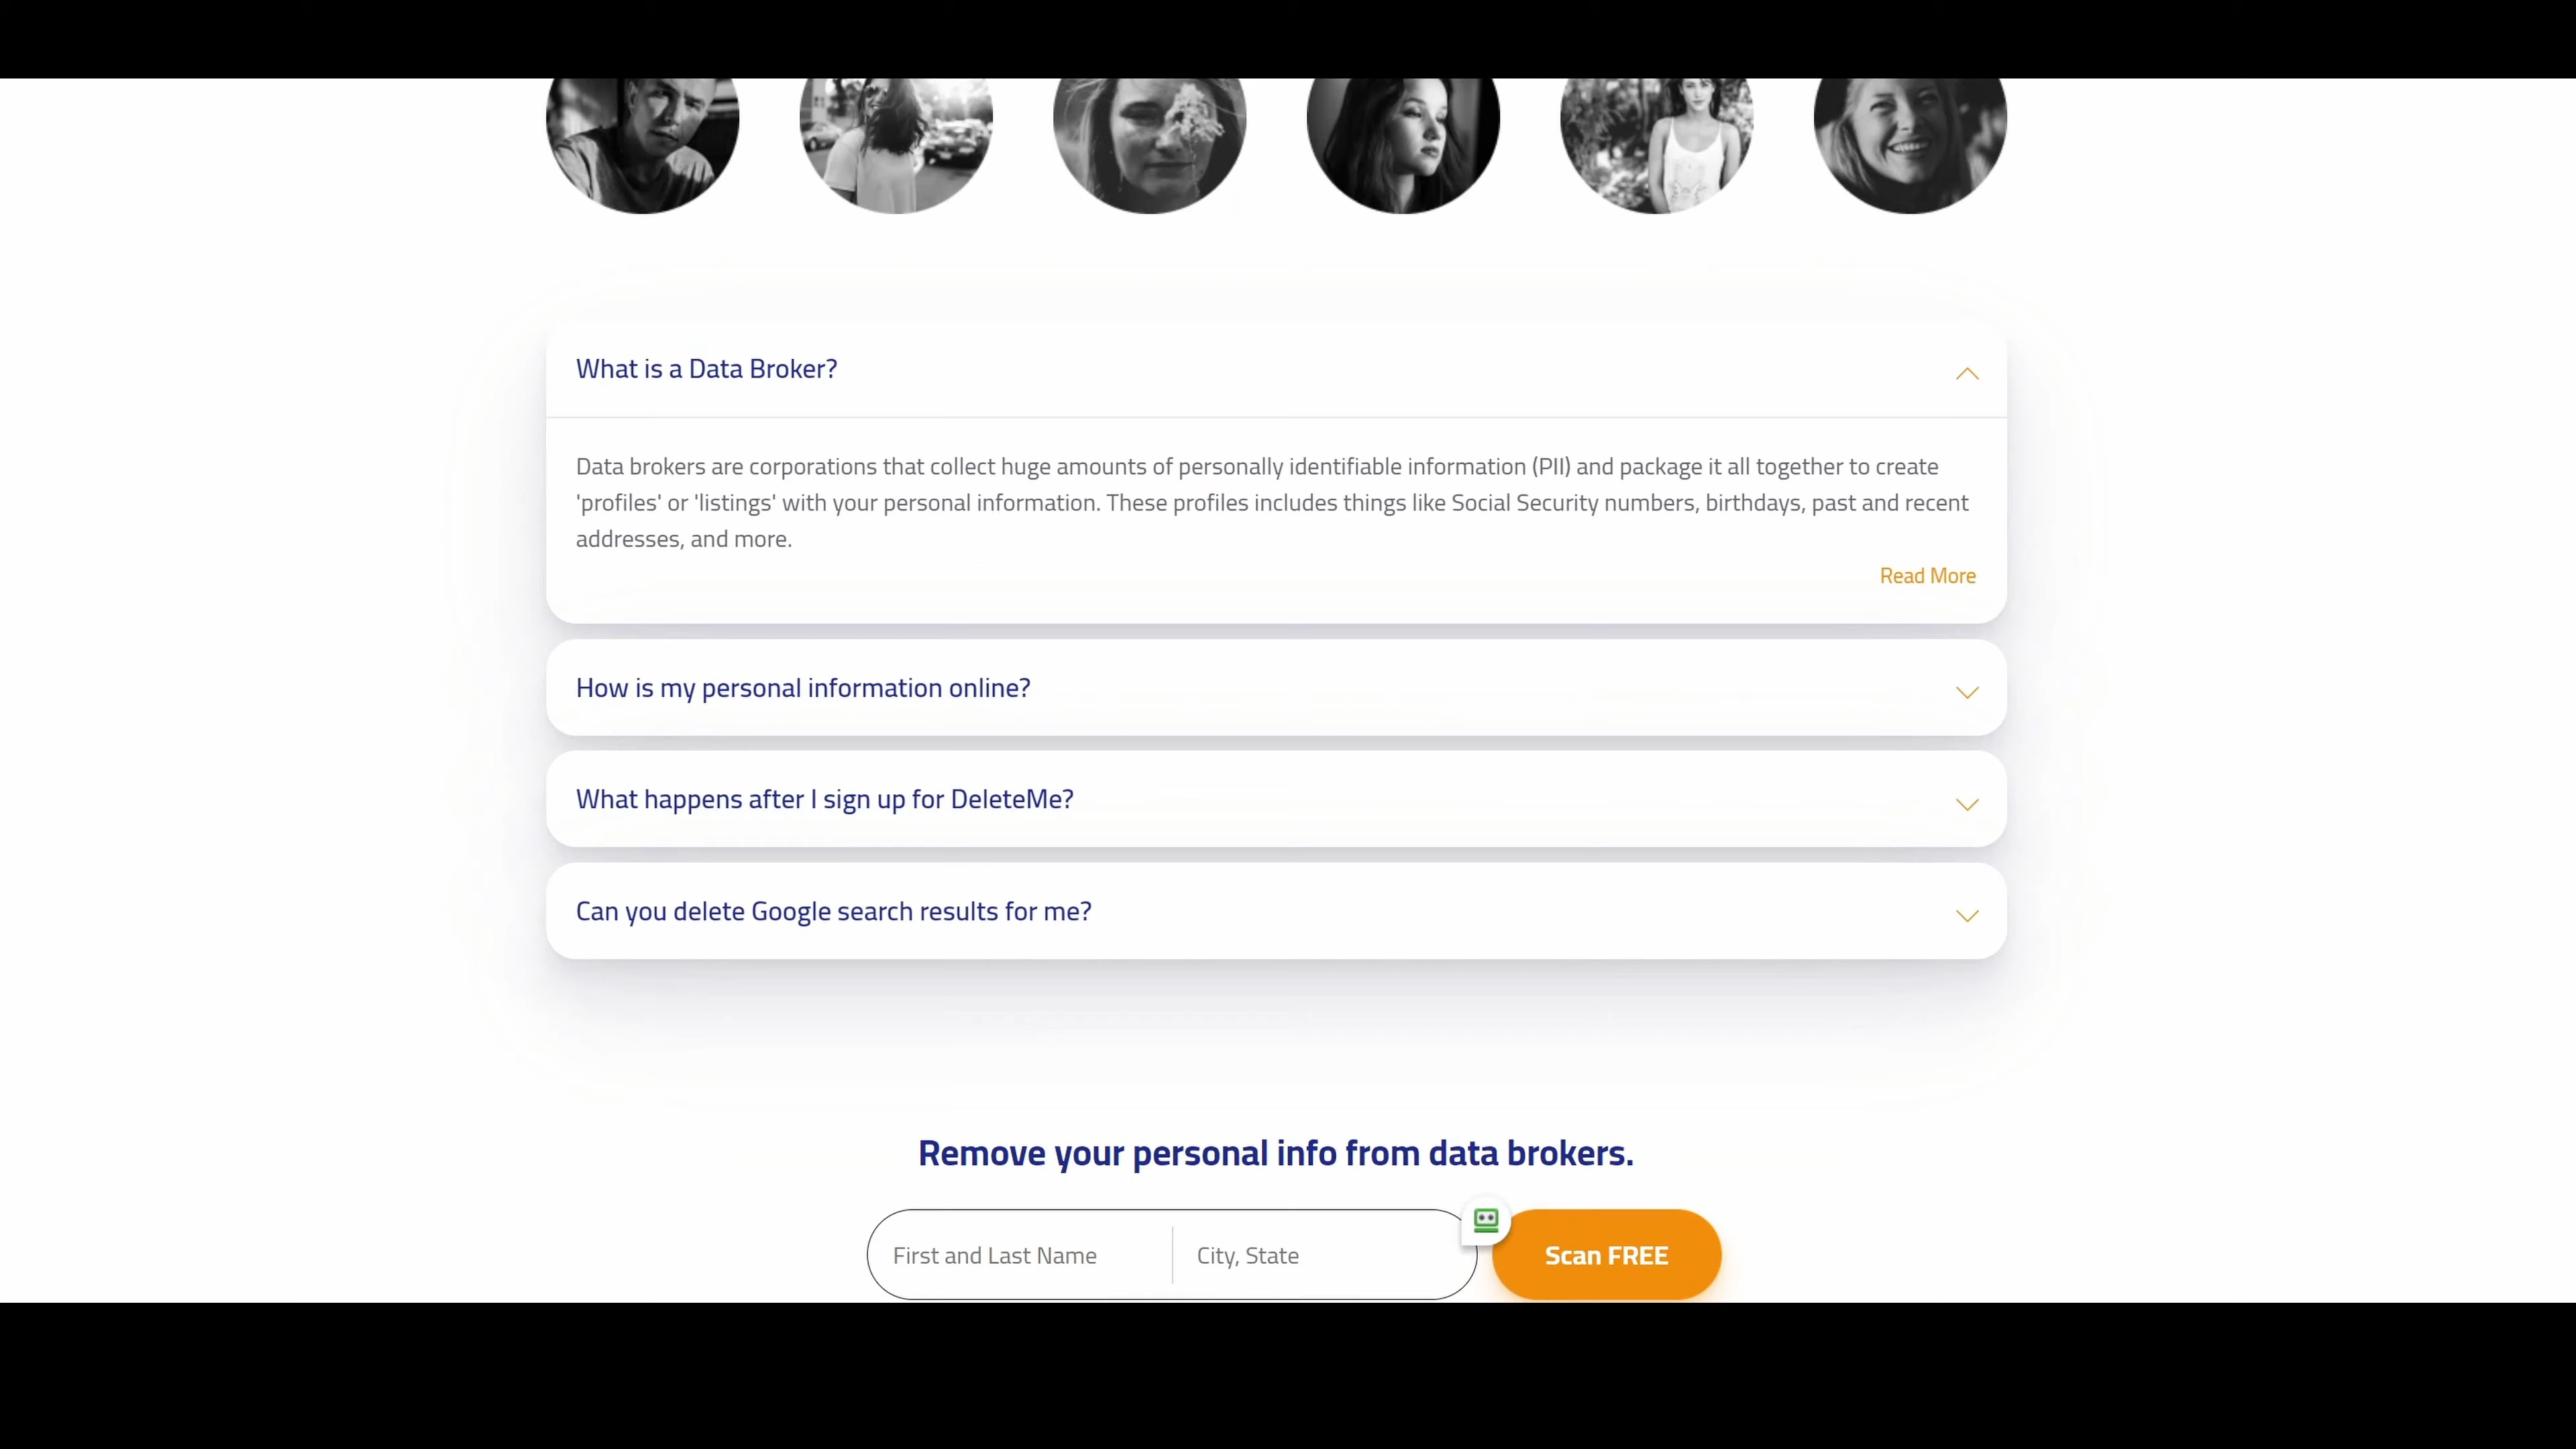 What is a Data Broker?
Data brokers are corporations that collect huge amounts of personally identifiable information (PII) and package it all together to create
'profiles' or 'listings' with your personal information. These profiles includes things like Social Security numbers, birthdays, past and recent
addresses, and more.
Read More
How is my personal information online?
What happens after I sign up for DeleteMe?
Can you delete Google search results for me?
Remove your personal info from data brokers.
First and Last Name
City, State
Scan FREE